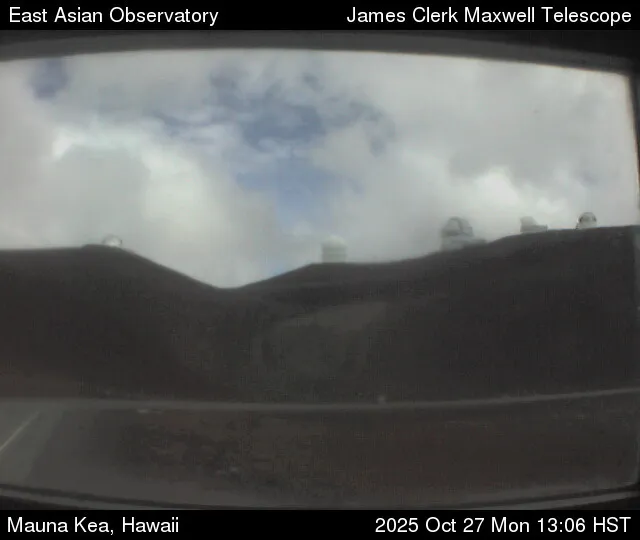 East Asian Observatory
James Clerk Maxwell Telescope
Mauna Kea, Hawaii
2025 Oct 27 Mon 13:06 HST